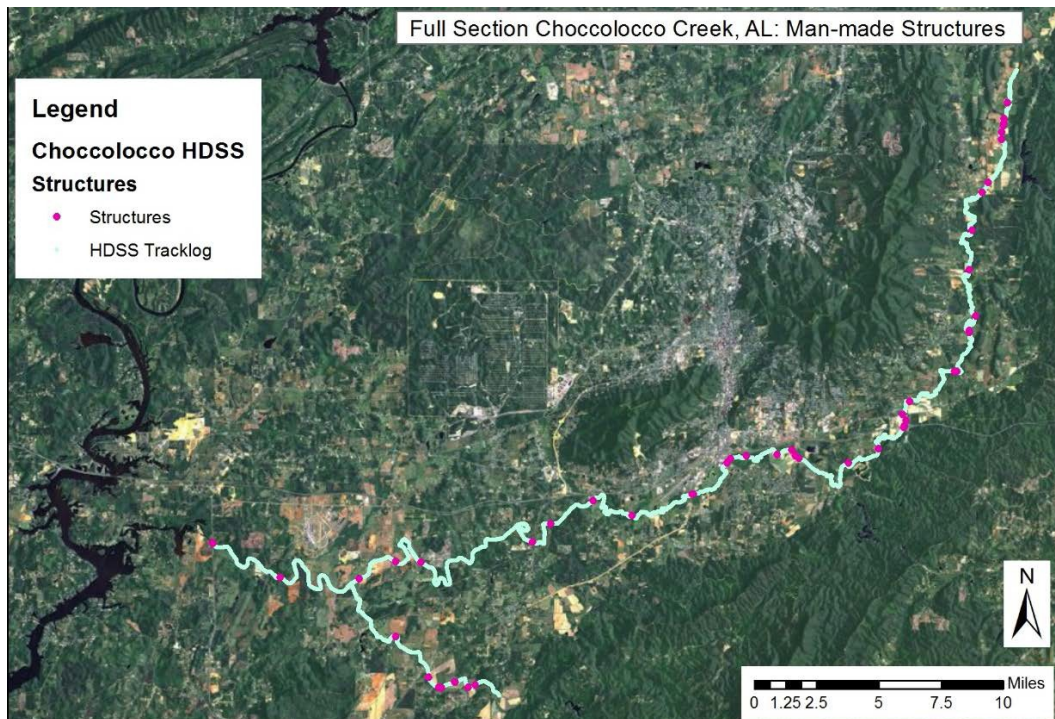 Full Section Choccolocco Creek, AL: Man-made Structures
Legend
Choccolocco HDSS
Structures
Structures
HDSS Tracklog
N
Miles
0 1.25 2.5 5 7.5 10